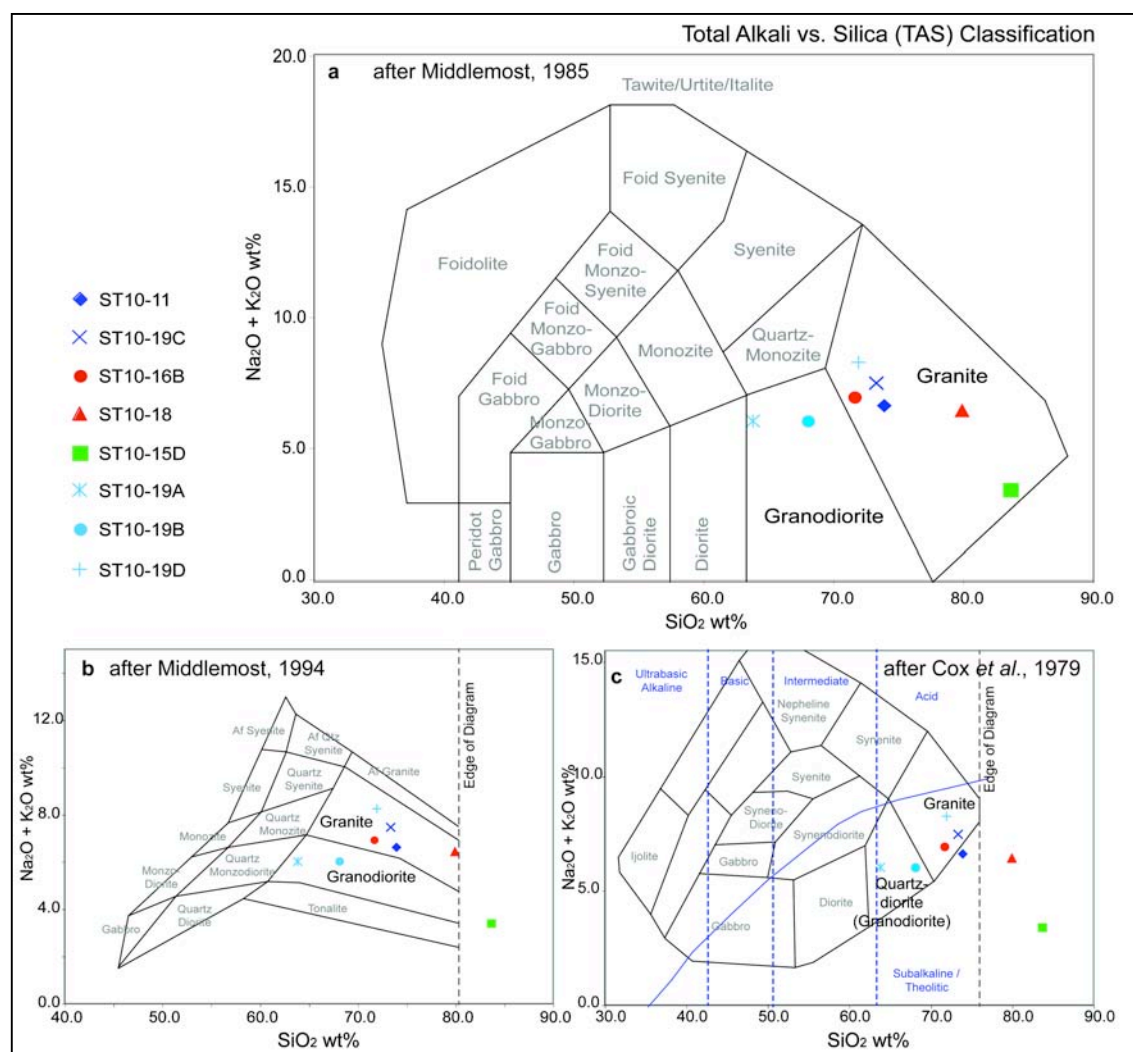 Total Alkali vs. Silica (TAS) Classification
a after Middlemost, 1985
20.0
15.0
10.0
5.0
0.0
Na2O + K2O wt%
Tawite/Urtite/Italite
Foid Syenite
Foidolite
Foid
Monzo-
Syenite
Syenite
Foid
Monzo-
Gabbro
Monozite
Quartz-
Monozite
Foid
Gabbro
Monzo-
Diorite
Monzo-
Gabbro
Granite
Granodiorite
Peridot
Gabbro
Gabbro
Gabbroic
Diorite
Diorite
30.0 40.0 50.0 60.0 70.0 80.0 90.0
SiO2 wt%
ST10-11
ST10-19C
ST10-16B
ST10-18
ST10-15D
ST10-19A
ST10-19B
ST10-19D
b after Middlemost, 1994
12.0
8.0
4.0
0.0
Na2O + K2O wt%
Af Syenite
Af Qtz
Syenite
Af Granite
Syenite
Quartz
Syenite
Monozite
Quartz
Monozite
Granite
Monzo-
Diorite
Quartz
Monzodiorite
Granodiorite
Gabbro
Quartz
Diorite
Tonalite
Edge of Diagram
40.0 50.0 60.0 70.0 80.0 90.0
SiO2 wt%
c after Cox et al., 1979
15.0
10.0
5.0
0.0
Na2O + K2O wt%
Ultrabasic
Alkaline
Basic
Intermediate
Acid
Nepheline
Syenite
Synenite
Syenite
Syeno-
Diorite
Synenodiorite
Ijolite
Gabbro
Diorite
Gabbro
Granite
Quartz-
diorite
(Granodiorite)
Subalkaline /
Theolitic
Edge of Diagram
30.0 40.0 50.0 60.0 70.0 80.0 90.0
SiO2 wt%